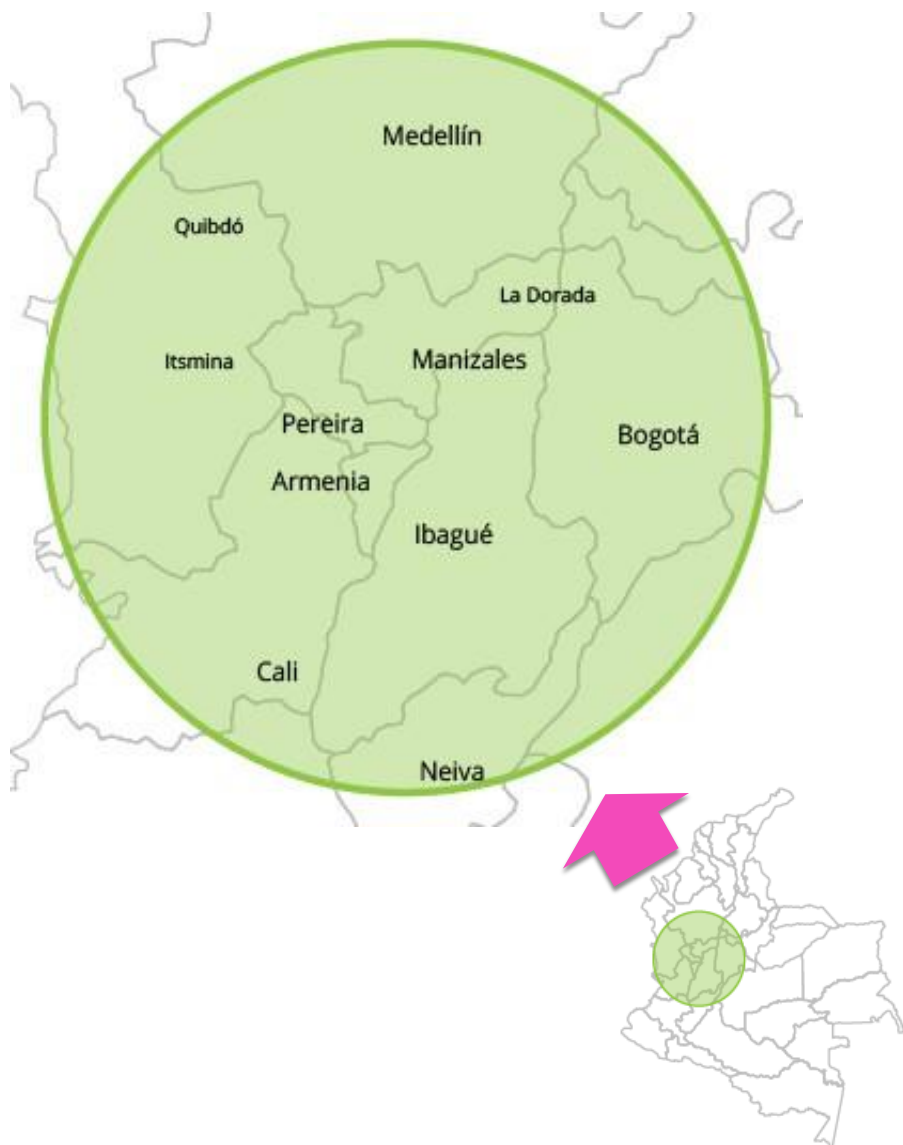 Medellín
Quibdó
La Dorada
Itsmina
Manizales
Pereira
Bogotá
Armenia
Ibagué
Cali
Neiva